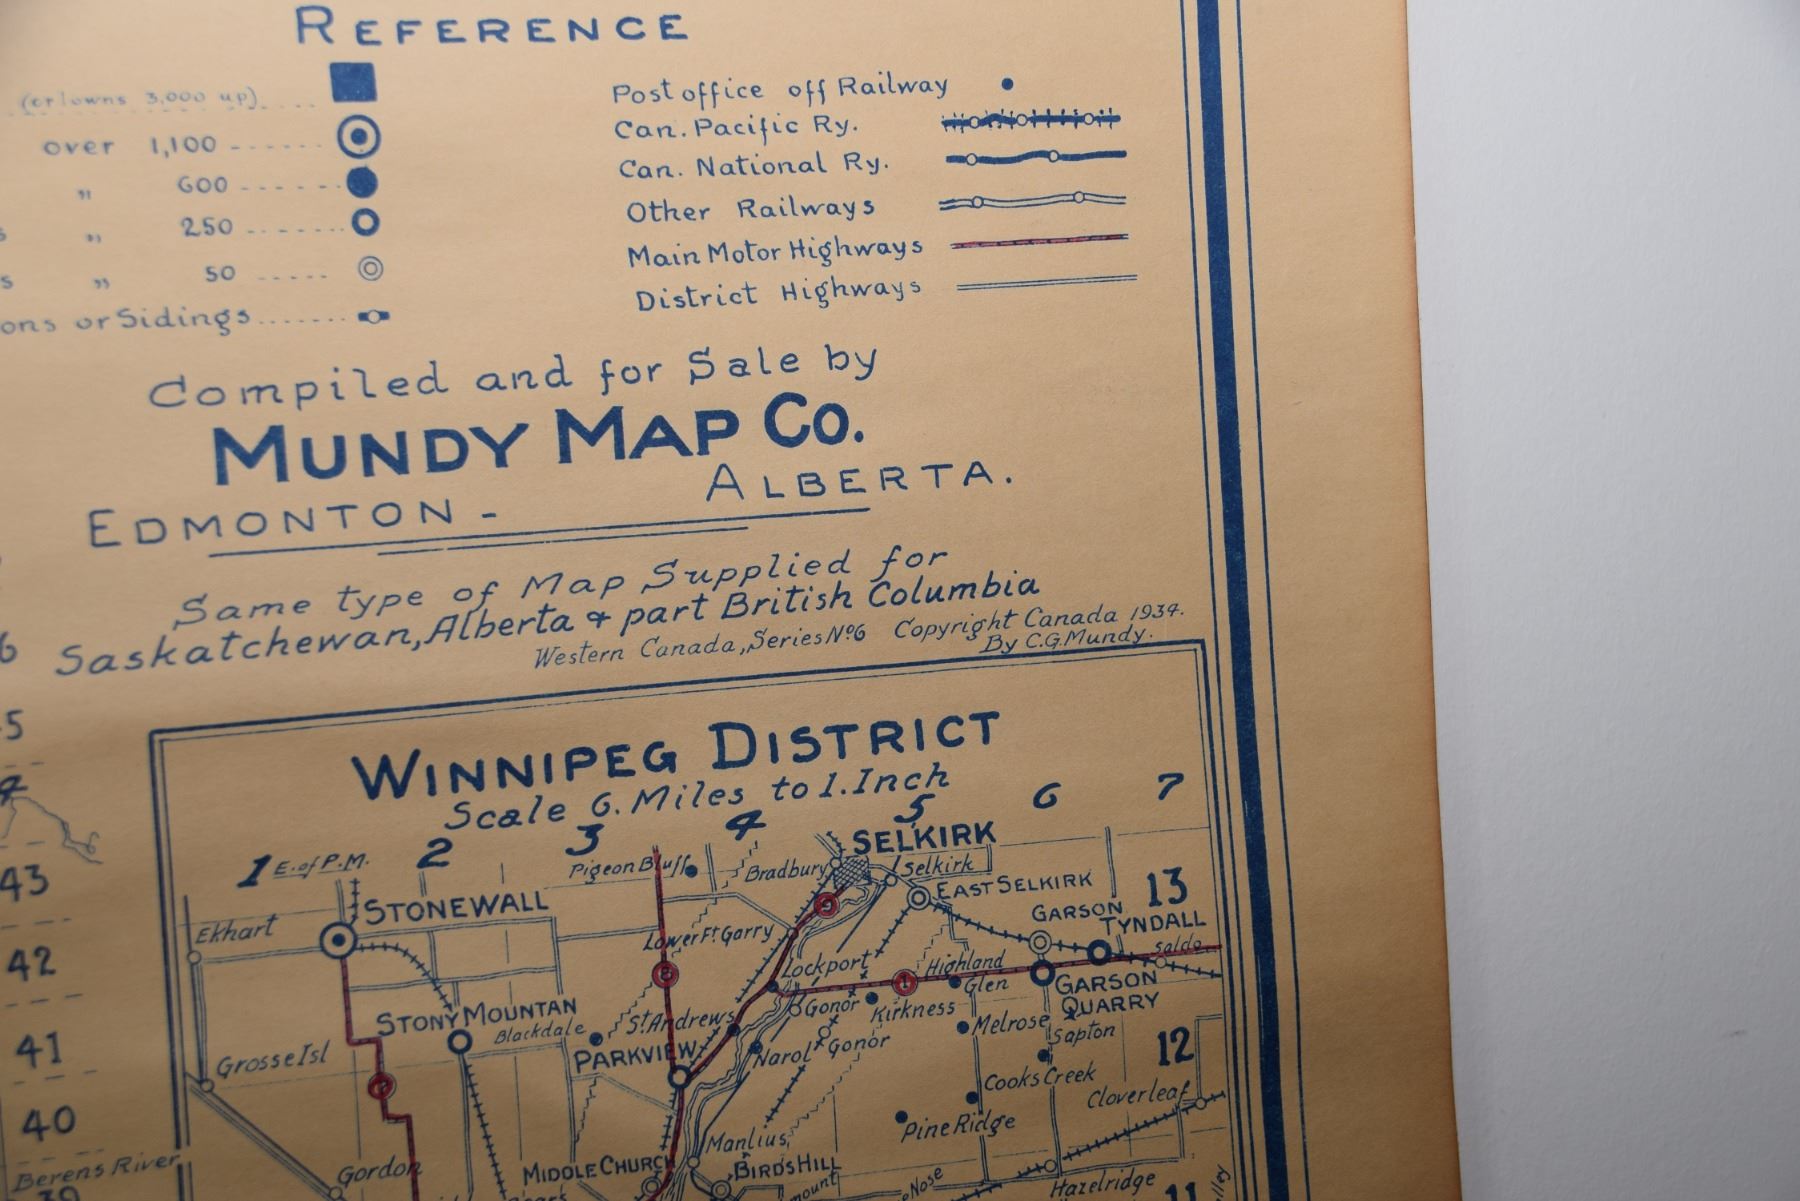 REFERENCE
(or Towns 3,000 up)
over 1,100
" 600
" 250
" 50
ons or Sidings
Post office off Railway
Can. Pacific Ry.
Can. National Ry.
Other Railways
Main Motor Highways
District Highways
Compiled and for Sale by
MUNDY MAP CO.
EDMONTON - ALBERTA.
Same type of Map Supplied for
Saskatchewan, Alberta & part British Columbia
Western Canada, Series No 6 Copyright Canada 1934.
By C.G. Mundy.
WINNIPEG DISTRICT
Scale 6. Miles to 1. Inch
1 E. of P.M. 2 3 4 5 6 7
SELKIRK
Pigeon Bluff
Bradbury
Selkirk
EAST SELKIRK
STONEWALL
GARSON
13
TYNDALL
Ekhart
Lower Ft. Garry
9
Saldo
Lockport
Highland
Glen
8
1
GARSON
QUARRY
STONY MOUNTAN
Blackdale
St. Andrews
Gonor
Kirkness
Melrose
Sapton
PARKVIEW
Narol
Gonor
12
Grosse Isl
7
Cooks Creek
Cloverleaf
Pine Ridge
Manlius
MIDDLE CHURCH
BIRDS HILL
Gordon
Nose
Hazelridge
11
43
42
41
40
Berens River
39